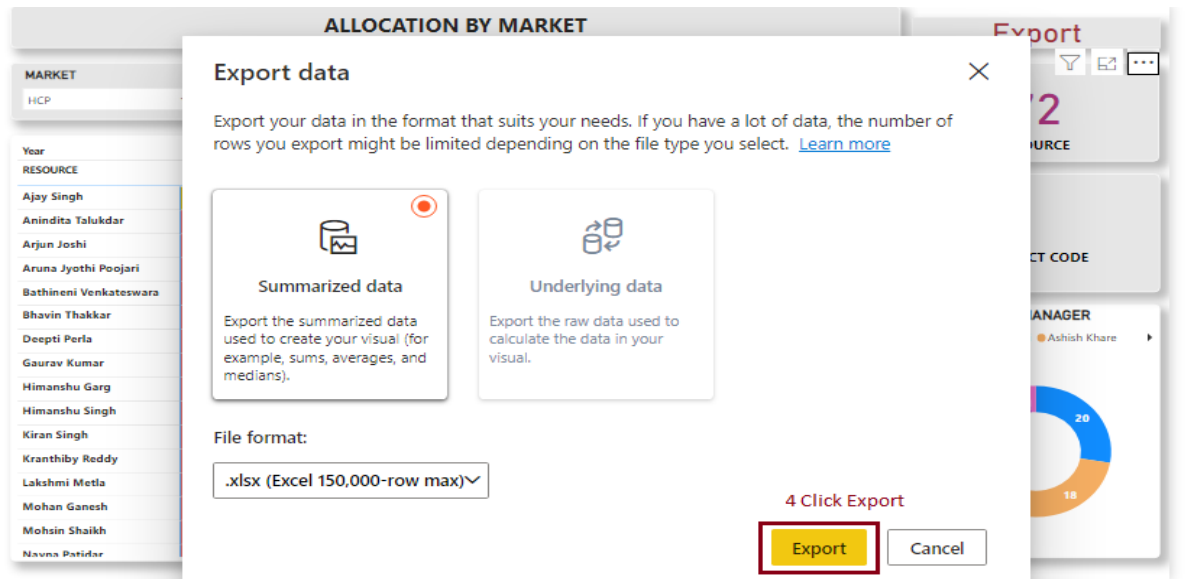 ALLOCATION BY MARKET
Export
MARKET
HCP
Year
RESOURCE
Ajay Singh
Anindita Talukdar
Arjun Joshi
Aruna Jyothi Poojari
Bathineni Venkateswara
Bhavin Thakkar
Deepti Perla
Gaurav Kumar
Himanshu Garg
Himanshu Singh
Kiran Singh
Kranthiby Reddy
Lakshmi Metla
Mohan Ganesh
Mohsin Shaikh
Nayna Patidar
Export data
Export your data in the format that suits your needs. If you have a lot of data, the number of
rows you export might be limited depending on the file type you select. Learn more
Summarized data
Export the summarized data
used to create your visual (for
example, sums, averages, and
medians).
Underlying data
Export the raw data used to
calculate the data in your
visual.
File format:
.xlsx (Excel 150,000-row max)
4 Click Export
Export
Cancel
2
URCE
CT CODE
ANAGER
Ashish Khare
20
18